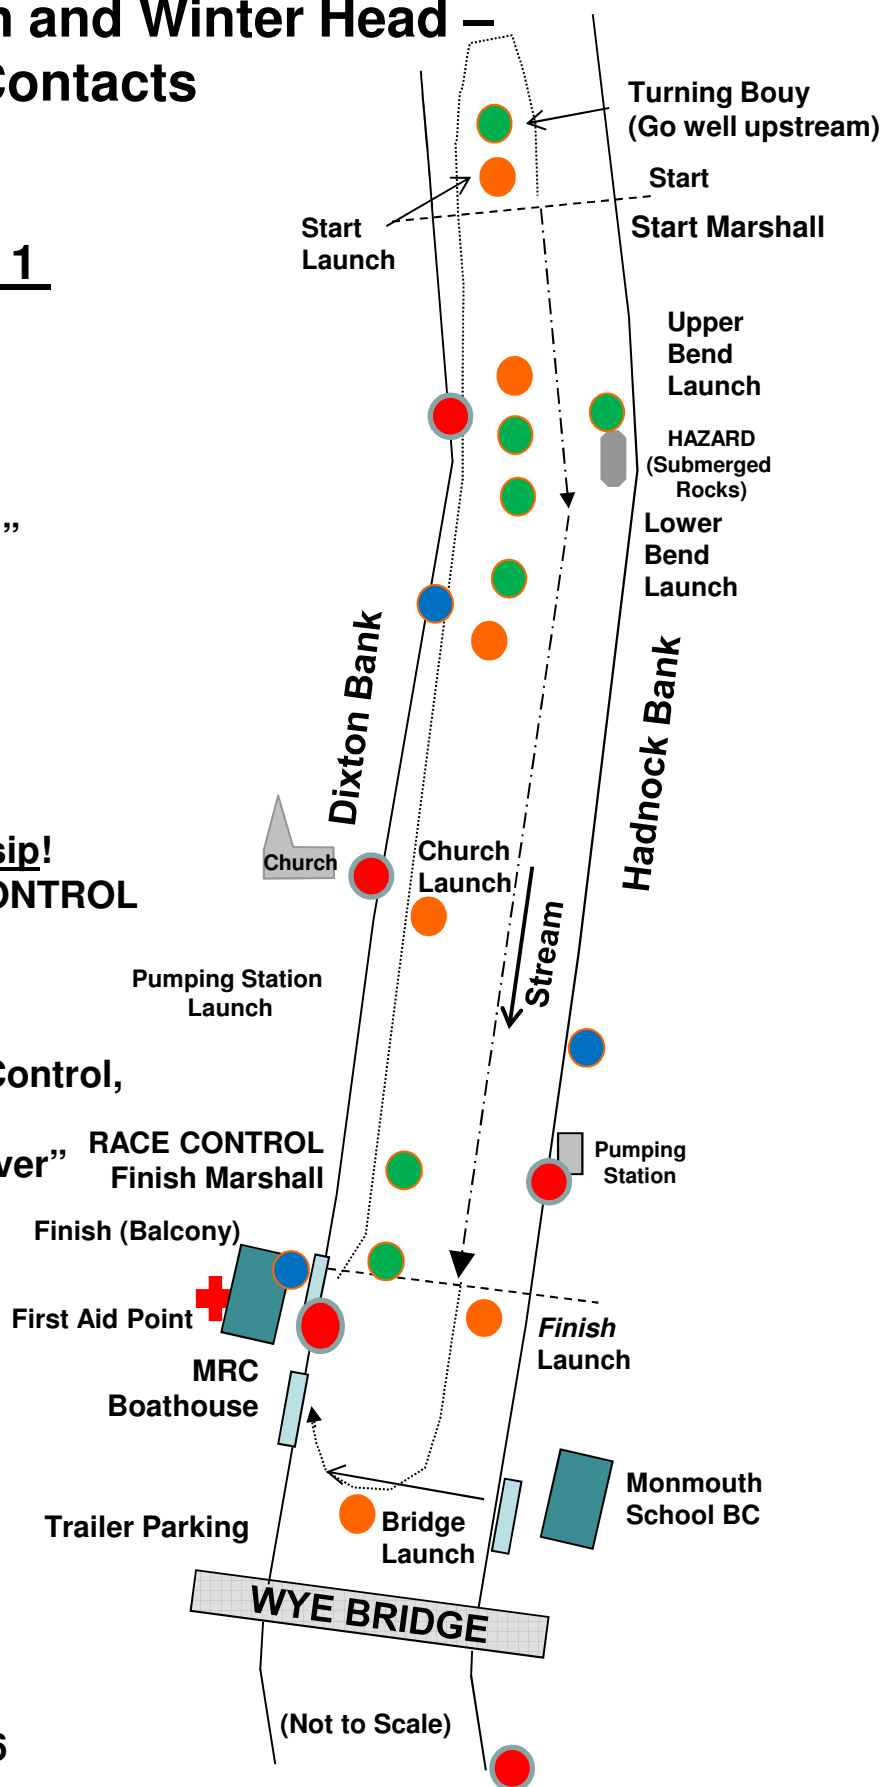 n and Winter Head –
Contacts
Turning Bouy
(Go well upstream)
Start
Start
Launch
Start Marshall
1
Upper
Bend
Launch
HAZARD
(Submerged
Rocks)
”
Lower
Bend
Launch
Dixton Bank
Hadnock Bank
sip!
Church
Church
Launch
ONTROL
Stream
Pumping Station
Launch
Control,
ver”
RACE CONTROL
Finish Marshall
Pumping
Station
Finish (Balcony)
First Aid Point
Finish
Launch
MRC
Boathouse
Monmouth
School BC
Trailer Parking
Bridge
Launch
WYE BRIDGE
(Not to Scale)
6